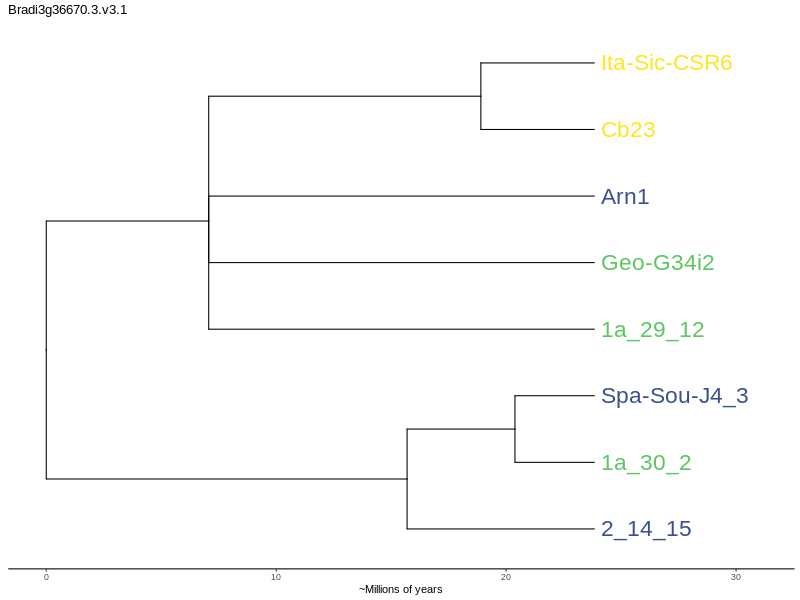 Bradi3g36670.3.v3.1
Ita-Sic-CSR6
Cb23
Arn1
Geo-G34i2
1a_29_12
Spa-Sou-J4_3
1a_30_2
2_14_15
0 10 20 30
~Millions of years